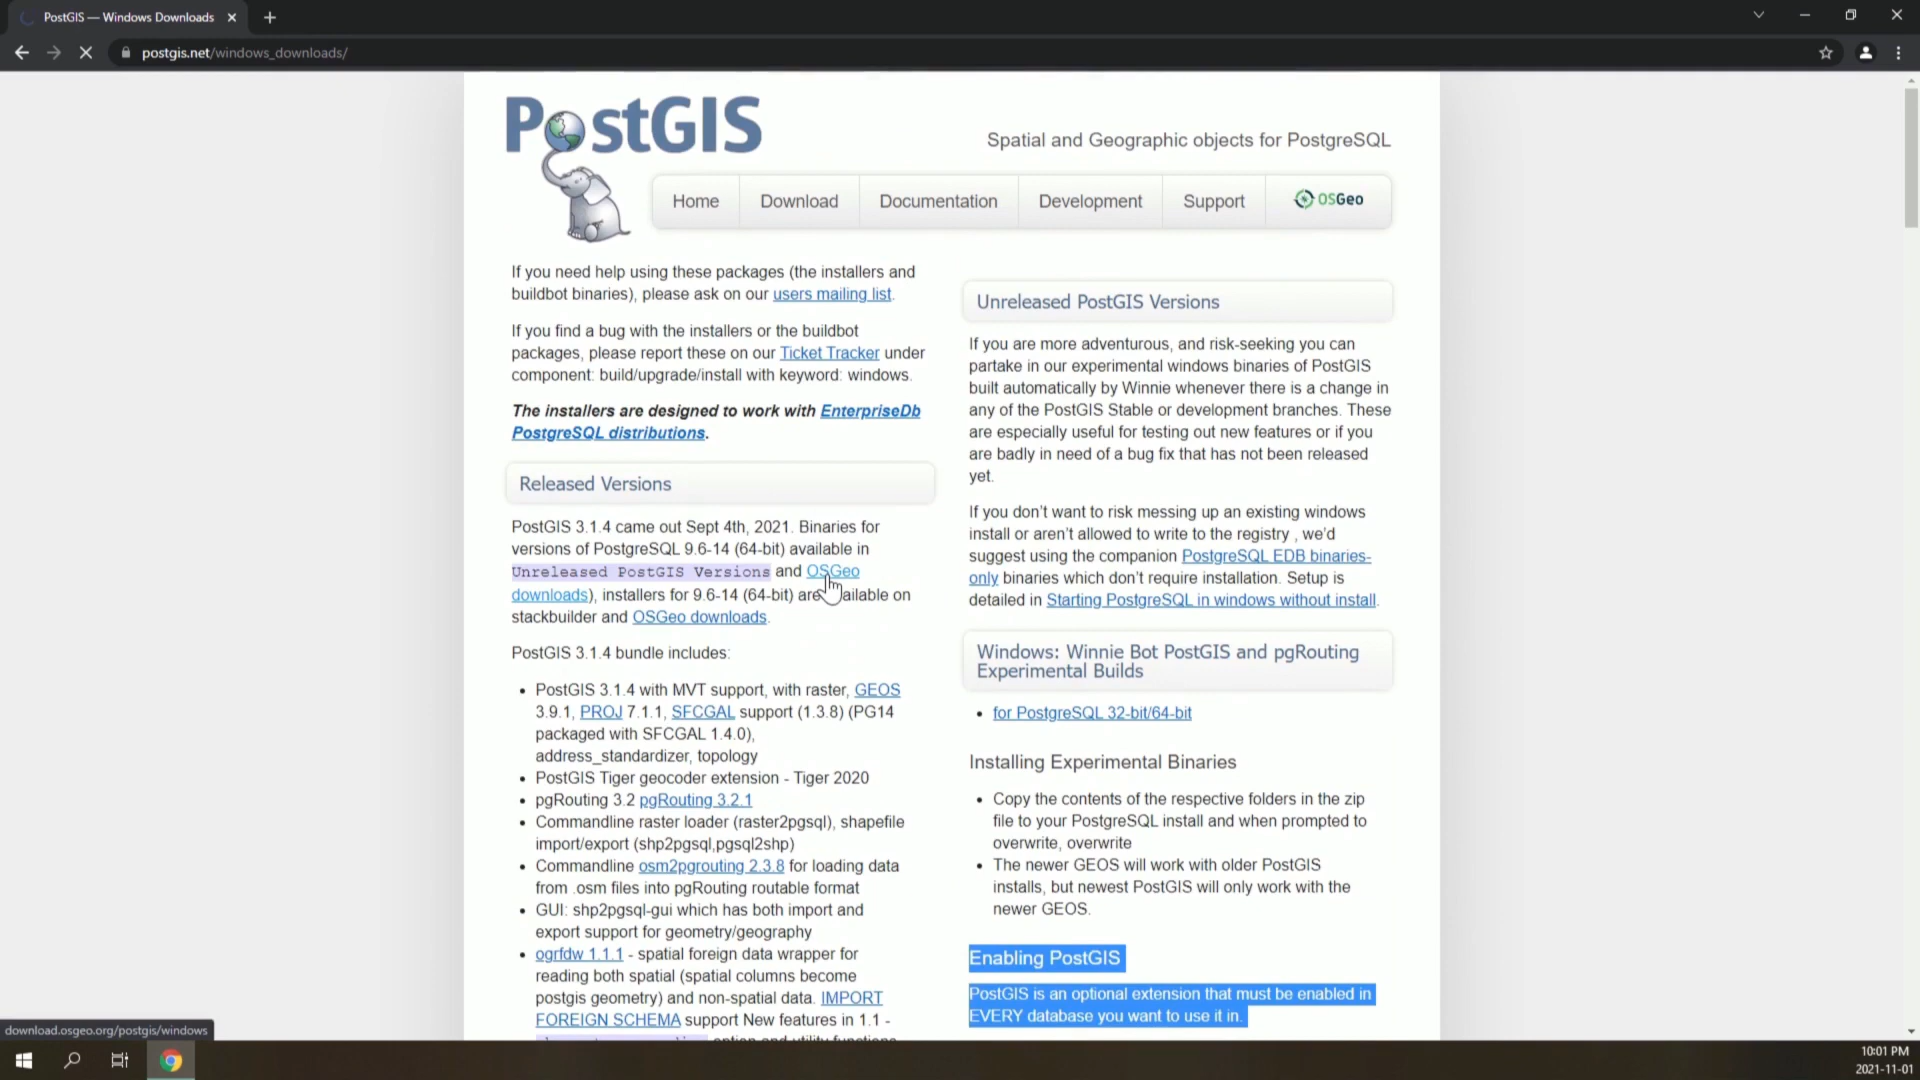 PostGIS — Windows Downloads
postgis.net/windows_downloads/
PostGIS
Spatial and Geographic objects for PostgreSQL
Home
Download
Documentation
Development
Support
OSGeo
If you need help using these packages (the installers and
buildbot binaries), please ask on our users mailing list.
If you find a bug with the installers or the buildbot
packages, please report these on our Ticket Tracker under
component: build/upgrade/install with keyword: windows.
The installers are designed to work with EnterpriseDb
PostgreSQL distributions.
Released Versions
PostGIS 3.1.4 came out Sept 4th, 2021. Binaries for
versions of PostgreSQL 9.6-14 (64-bit) available in
Unreleased PostGIS Versions and OSGeo
downloads), installers for 9.6-14 (64-bit) are available on
stackbuilder and OSGeo downloads.
PostGIS 3.1.4 bundle includes:
• PostGIS 3.1.4 with MVT support, with raster, GEOS
3.9.1, PROJ 7.1.1, SFCGAL support (1.3.8) (PG14
packaged with SFCGAL 1.4.0),
address_standardizer, topology
• PostGIS Tiger geocoder extension - Tiger 2020
• pgRouting 3.2 pgRouting 3.2.1
• Commandline raster loader (raster2pgsql), shapefile
import/export (shp2pgsql,pgsql2shp)
• Commandline osm2pgrouting 2.3.8 for loading data
from .osm files into pgRouting routable format
• GUI: shp2pgsql-gui which has both import and
export support for geometry/geography
• ogrfdw 1.1.1 - spatial foreign data wrapper for
reading both spatial (spatial columns become
postgis geometry) and non-spatial data. IMPORT
FOREIGN SCHEMA support New features in 1.1 -
option and utility functions
Unreleased PostGIS Versions
If you are more adventurous, and risk-seeking you can
partake in our experimental windows binaries of PostGIS
built automatically by Winnie whenever there is a change in
any of the PostGIS Stable or development branches. These
are especially useful for testing out new features or if you
are badly in need of a bug fix that has not been released
yet.
If you don't want to risk messing up an existing windows
install or aren't allowed to write to the registry , we'd
suggest using the companion PostgreSQL EDB binaries-
only binaries which don't require installation. Setup is
detailed in Starting PostgreSQL in windows without install.
Windows: Winnie Bot PostGIS and pgRouting
Experimental Builds
• for PostgreSQL 32-bit/64-bit
Installing Experimental Binaries
• Copy the contents of the respective folders in the zip
file to your PostgreSQL install and when prompted to
overwrite, overwrite
• The newer GEOS will work with older PostGIS
installs, but newest PostGIS will only work with the
newer GEOS.
Enabling PostGIS
PostGIS is an optional extension that must be enabled in
EVERY database you want to use it in.
download.osgeo.org/postgis/windows
10:01 PM
2021-11-01